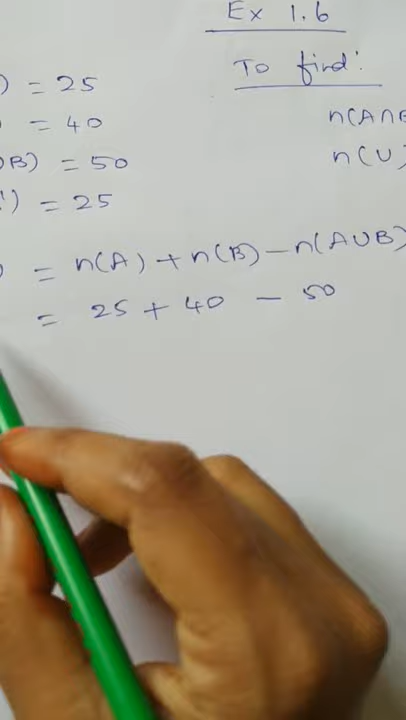 Ex 1.6
To find:
) = 25
= 40
n(A∩B
∪B) = 50
n(U)
') = 25
) = n(A) + n(B) - n(A∪B)
= 25 + 40 - 50